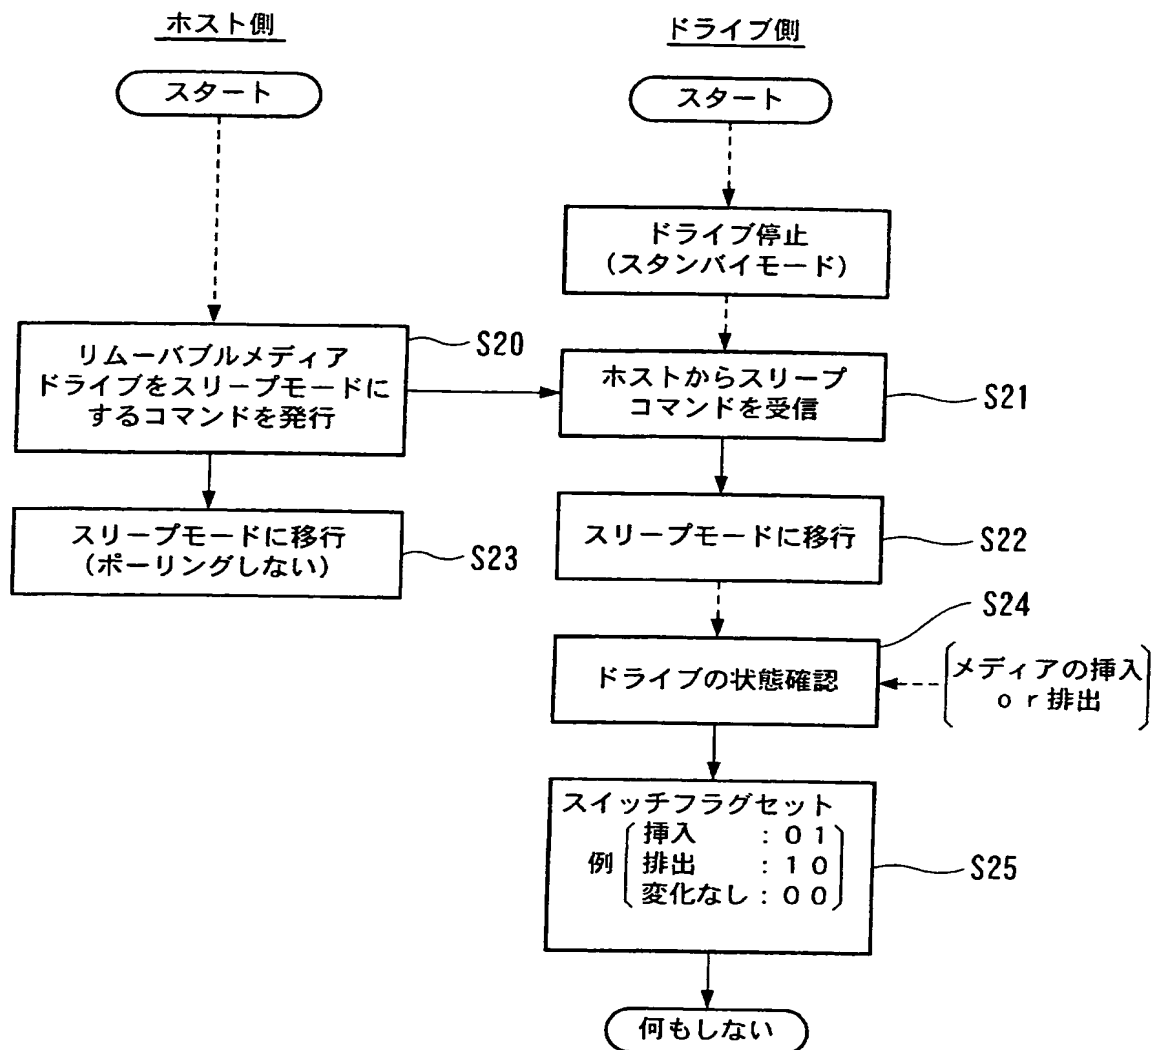 ホスト側
スタート
リムーバブルメディア
ドライブをスリープモードに
するコマンドを発行
S20
スリープモードに移行
(ポーリングしない)
S23
ドライブ側
スタート
ドライブ停止
(スタンバイモード)
ホストからスリープ
コマンドを受信
S21
スリープモードに移行
S22
S24
ドライブの状態確認
メディアの挿入
or排出
スイッチフラグセット
挿入 : 01
例 排出 : 10
変化なし : 00
S25
何もしない